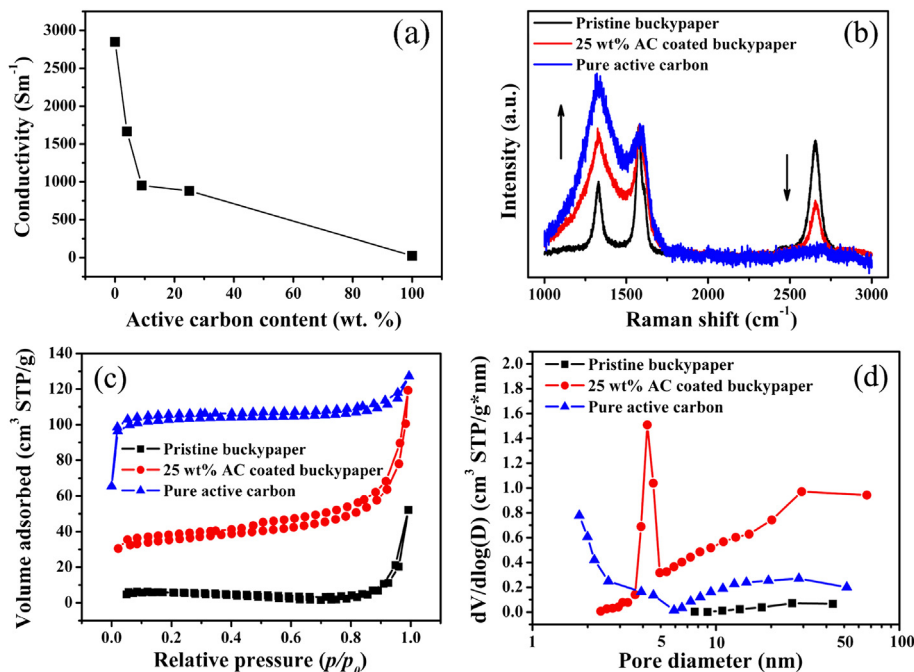 (a)
Conductivity (Sm⁻¹)
3000
2500
2000
1500
1000
500
0
0 20 40 60 80 100
Active carbon content (wt. %)
(b)
Pristine buckypaper
25 wt% AC coated buckypaper
Pure active carbon
Intensity (a.u.)
1000 1500 2000 2500 3000
Raman shift (cm⁻¹)
(c)
Volume adsorbed (cm³ STP/g)
140
120
100
80
60
40
20
0
Pristine buckypaper
25 wt% AC coated buckypaper
Pure active carbon
0.0 0.2 0.4 0.6 0.8 1.0
Relative pressure (p/p₀)
(d)
dV/dlog(D) (cm³ STP/g*nm)
2.0
1.8
1.6
1.4
1.2
1.0
0.8
0.6
0.4
0.2
0.0
Pristine buckypaper
25 wt% AC coated buckypaper
Pure active carbon
1 5 10 50 100
Pore diameter (nm)